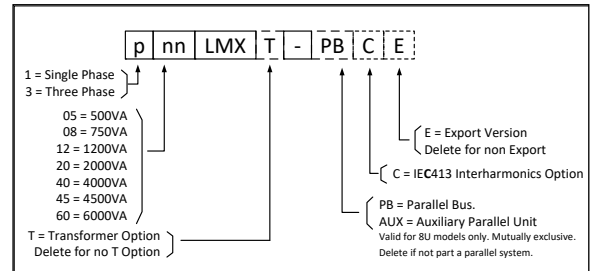 p nn LMX T - PB C E
1 = Single Phase
3 = Three Phase
05 = 500VA
08 = 750VA
12 = 1200VA
20 = 2000VA
40 = 4000VA
45 = 4500VA
60 = 6000VA
T = Transformer Option
Delete for no T Option
E = Export Version
Delete for non Export
C = IEC413 Interharmonics Option
PB = Parallel Bus.
AUX = Auxiliary Parallel Unit
Valid for 8U models only. Mutually exclusive.
Delete if not part a parallel system.